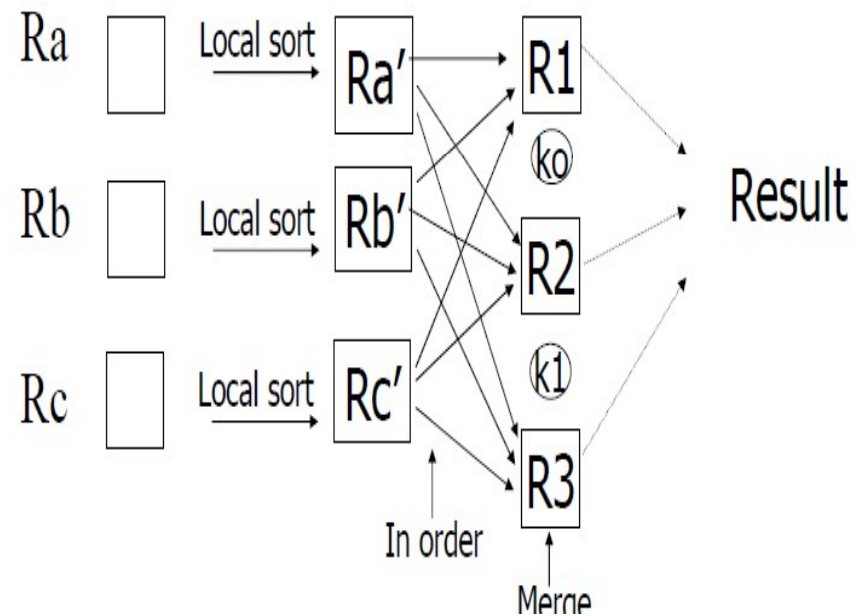 Ra
Local sort
Ra′
R1
ko
Rb
Local sort
Rb′
R2
Result
k1
Rc
Local sort
Rc′
R3
In order
Merge